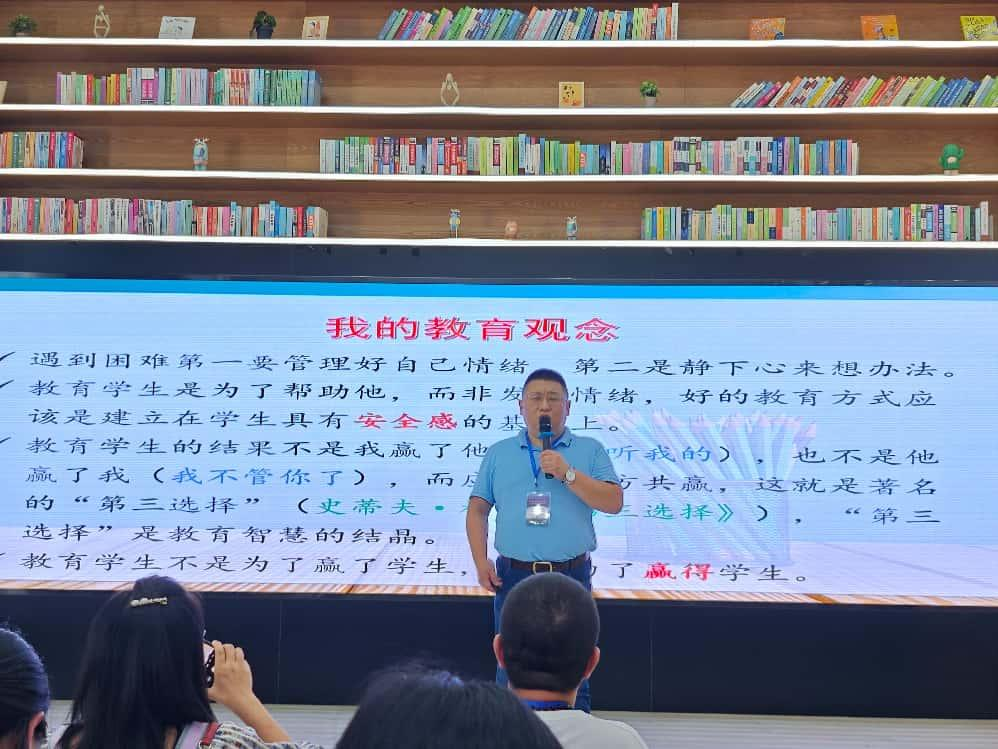 我的教育观念
遇到困难第一要管理好自己情绪，第二是静下心来想办法。
教育学生是为了帮助他，而非发 情绪，好的教育方式应
该是建立在学生具有安全感的基 上。
教育学生的结果不是我赢了他 听我的），也不是他
赢了我（我不管你了），而 方共赢，这就是著名
的“第三选择”（史蒂夫· 三选择》），“第三
选择”是教育智慧的结晶。
教育学生不是为了赢了学生， 了赢得学生。